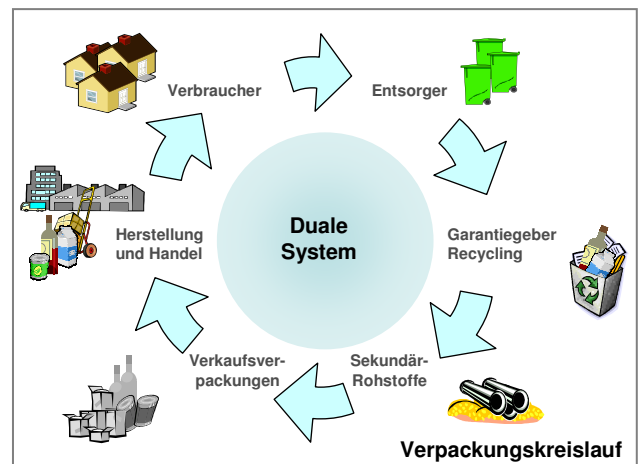 Verbraucher
Entsorger
Duale
System
Garantiegeber
Recycling
Sekundär-
Rohstoffe
Verkaufsver-
packungen
Herstellung
und Handel
Verpackungskreislauf